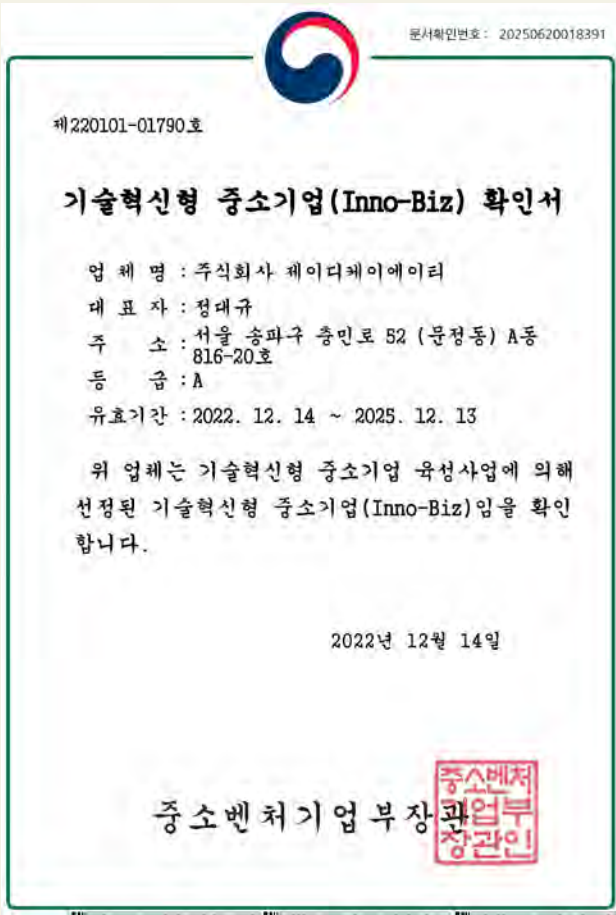 문서확인번호 : 20250620018391
제220101-01790호
기술혁신형 중소기업(Inno-Biz) 확인서
업 체 명 : 주식회사 제이디케이에이티
대 표 자 : 정대규
주 소 : 서울 송파구 충민로 52 (문정동) A동
816-20호
등 급 : A
유효기간 : 2022. 12. 14 ~ 2025. 12. 13
위 업체는 기술혁신형 중소기업 육성사업에 의해
선정된 기술혁신형 중소기업(Inno-Biz)임을 확인
합니다.
2022년 12월 14일
중소벤처기업부장관
중소벤처
기업부
장관인